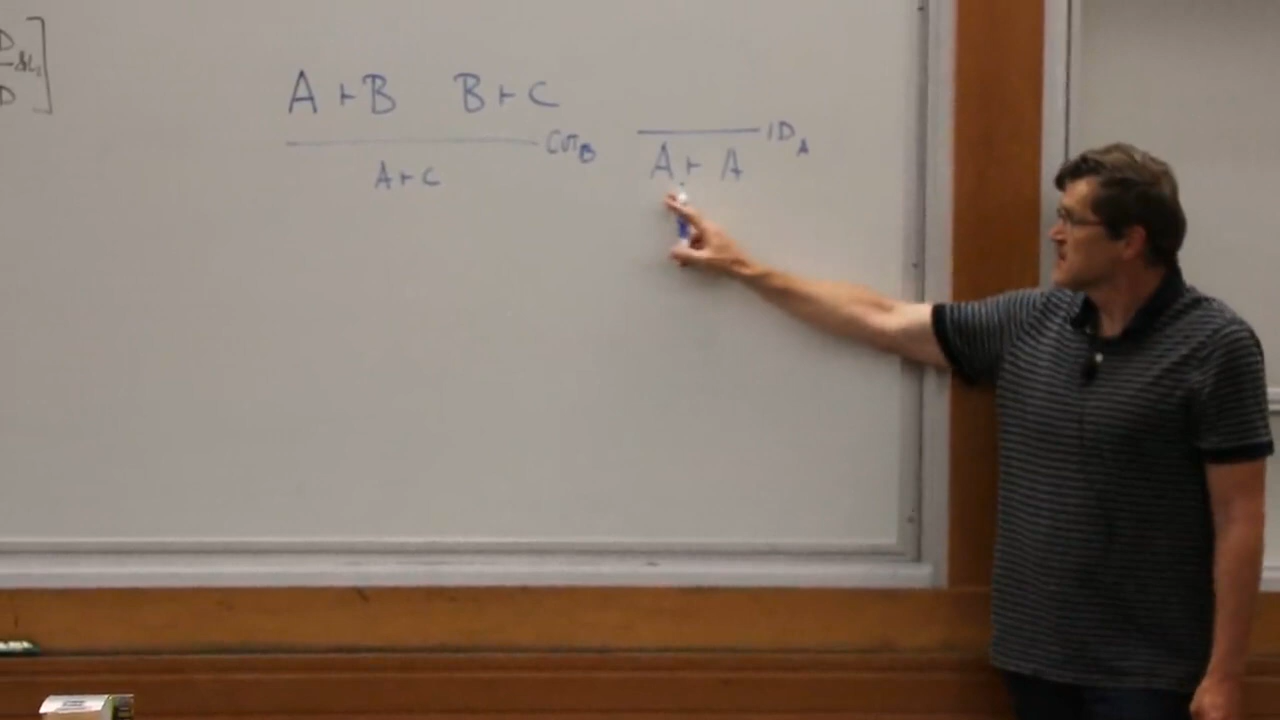 D
D
A ⊢ B    B ⊢ C
CUT_B
A ⊢ C
ID_A
A ⊢ A